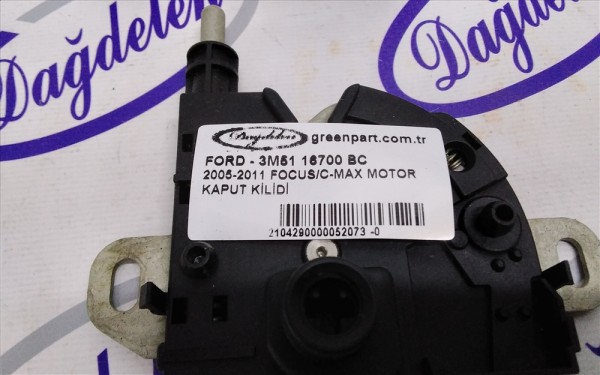 Dağdelen
Dağdelen
Dağdelen greenpart.com.tr
FORD - 3M51 16700 BC
2005-2011 FOCUS/C-MAX MOTOR
KAPUT KİLİDİ
2104290000052073 -0